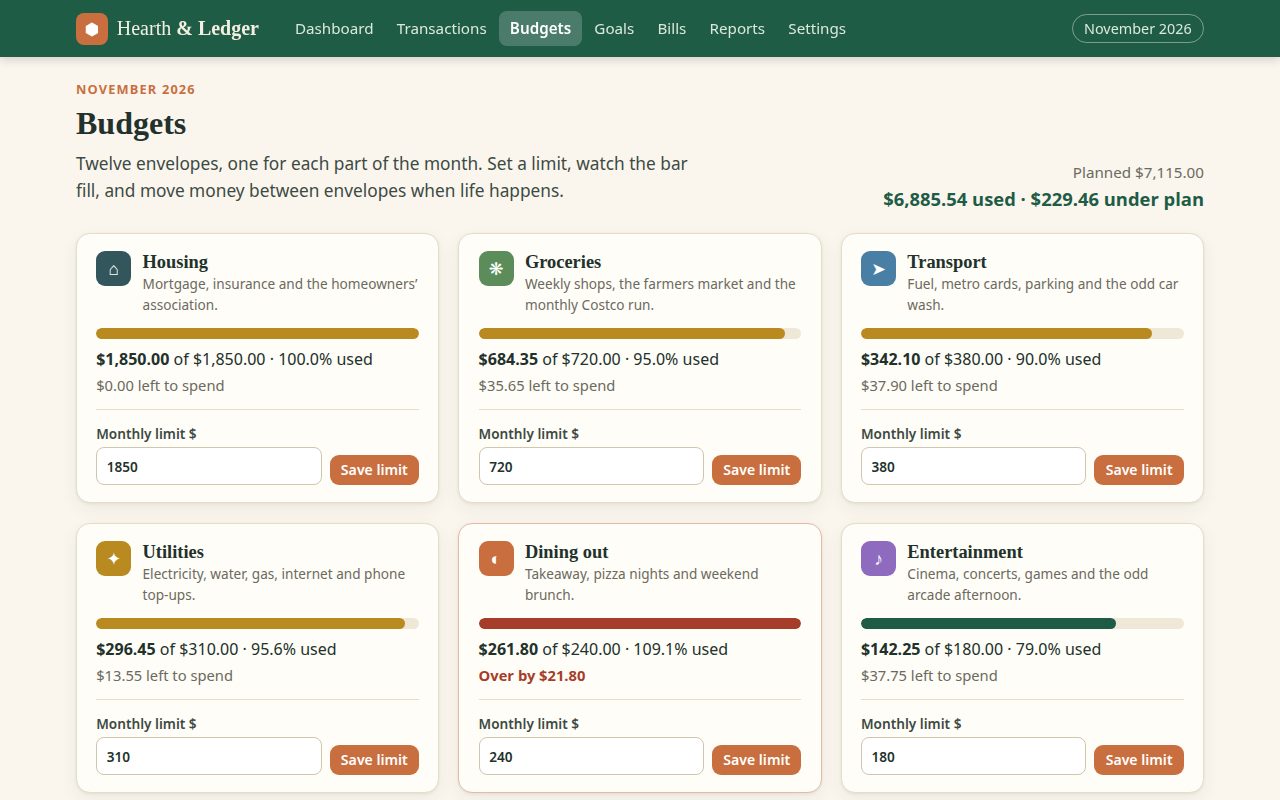 Hearth & Ledger
Dashboard
Transactions
Budgets
Goals
Bills
Reports
Settings
November 2026
NOVEMBER 2026
Budgets
Twelve envelopes, one for each part of the month. Set a limit, watch the bar
fill, and move money between envelopes when life happens.
Planned $7,115.00
$6,885.54 used · $229.46 under plan
Housing
Mortgage, insurance and the homeowners’
association.
$1,850.00 of $1,850.00 · 100.0% used
$0.00 left to spend
Monthly limit $
1850
Save limit
Groceries
Weekly shops, the farmers market and the
monthly Costco run.
$684.35 of $720.00 · 95.0% used
$35.65 left to spend
Monthly limit $
720
Save limit
Transport
Fuel, metro cards, parking and the odd car
wash.
$342.10 of $380.00 · 90.0% used
$37.90 left to spend
Monthly limit $
380
Save limit
Utilities
Electricity, water, gas, internet and phone
top-ups.
$296.45 of $310.00 · 95.6% used
$13.55 left to spend
Monthly limit $
310
Save limit
Dining out
Takeaway, pizza nights and weekend
brunch.
$261.80 of $240.00 · 109.1% used
Over by $21.80
Monthly limit $
240
Save limit
Entertainment
Cinema, concerts, games and the odd
arcade afternoon.
$142.25 of $180.00 · 79.0% used
$37.75 left to spend
Monthly limit $
180
Save limit